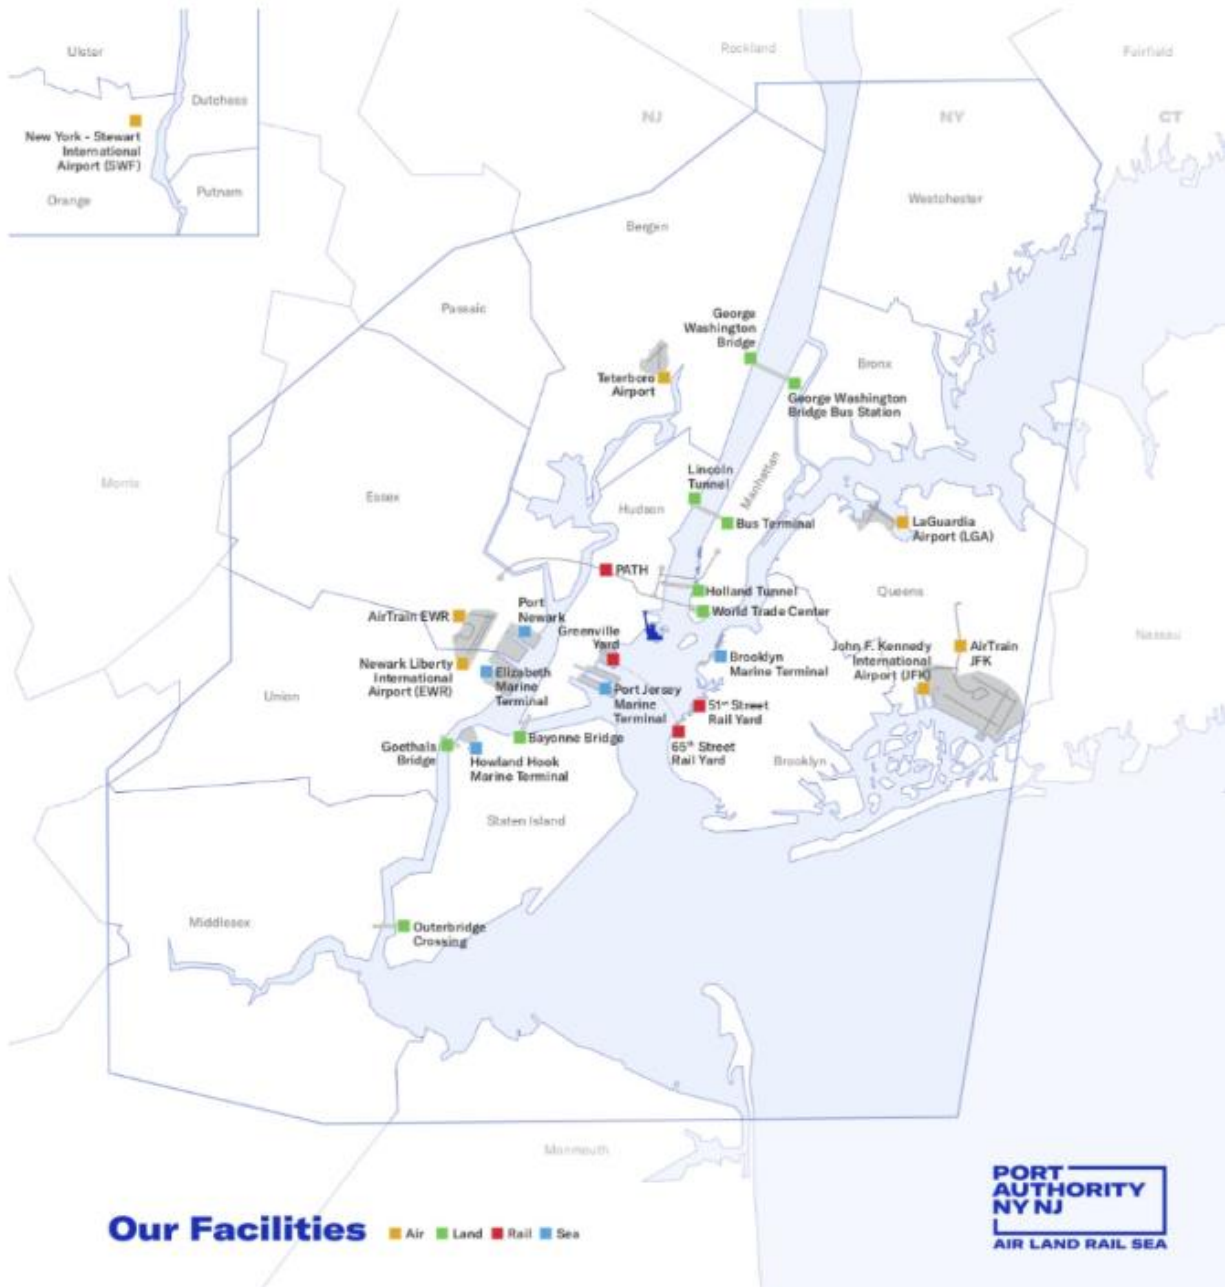 Ulster
Dutchess
New York - Stewart
International
Airport (SWF)
Orange
Putnam
Rockland
Fairfield
NJ
NY
CT
Westchester
Bergen
Passaic
George
Washington
Bridge
Bronx
Teterboro
Airport
George Washington
Bridge Bus Station
Manhattan
Lincoln
Tunnel
Morris
Essex
Hudson
Bus Terminal
LaGuardia
Airport (LGA)
PATH
Holland Tunnel
Queens
World Trade Center
AirTrain EWR
Port
Newark
Greenville
Yard
Nassau
Newark Liberty
International
Airport (EWR)
Elizabeth
Marine
Terminal
Brooklyn
Marine Terminal
John F. Kennedy
International
Airport (JFK)
AirTrain
JFK
Union
Port Jersey
Marine
Terminal
51st Street
Rail Yard
Goethals
Bridge
Bayonne Bridge
65th Street
Rail Yard
Howland Hook
Marine Terminal
Brooklyn
Staten Island
Middlesex
Outerbridge
Crossing
Monmouth
Our Facilities
Air Land Rail Sea
PORT
AUTHORITY
NY NJ
AIR LAND RAIL SEA